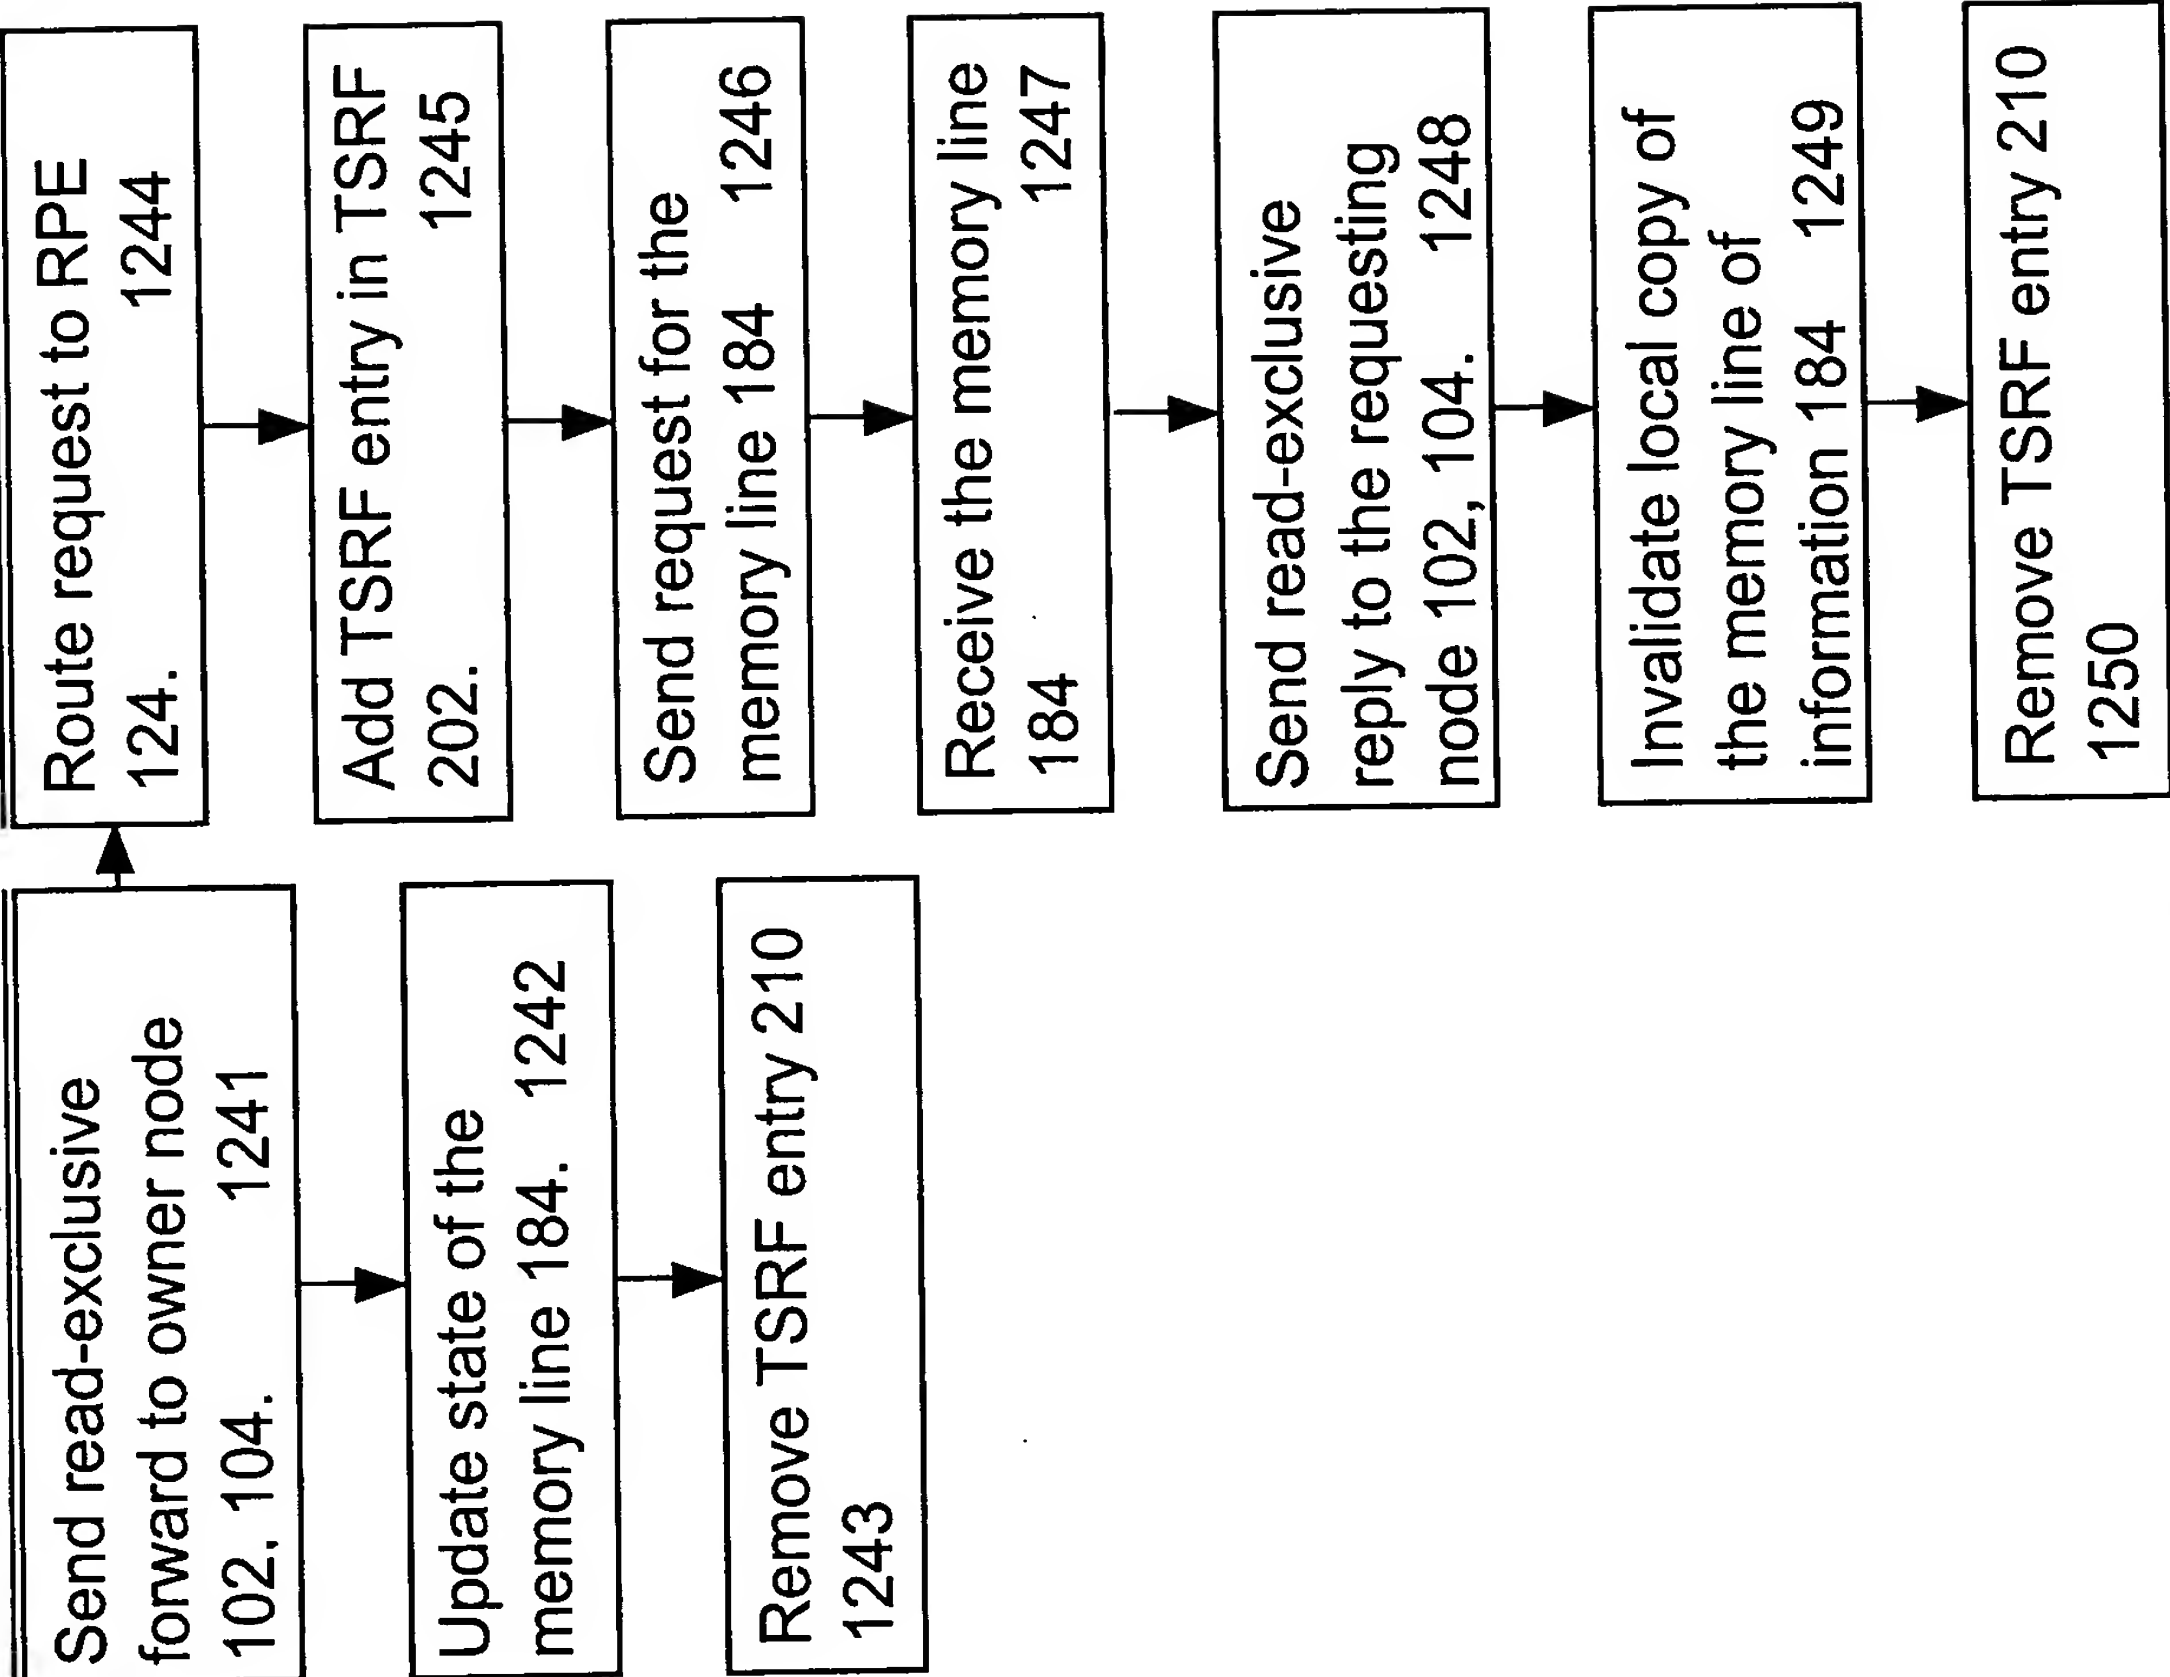 Send read-exclusive
forward to owner node
102, 104. 1241
Update state of the
memory line 184. 1242
Remove TSRF entry 210
1243
Route request to RPE
124. 1244
Add TSRF entry in TSRF
202. 1245
Send request for the
memory line 184 1246
Receive the memory line
184 1247
Send read-exclusive
reply to the requesting
node 102, 104. 1248
Invalidate local copy of
the memory line of
information 184 1249
Remove TSRF entry 210
1250